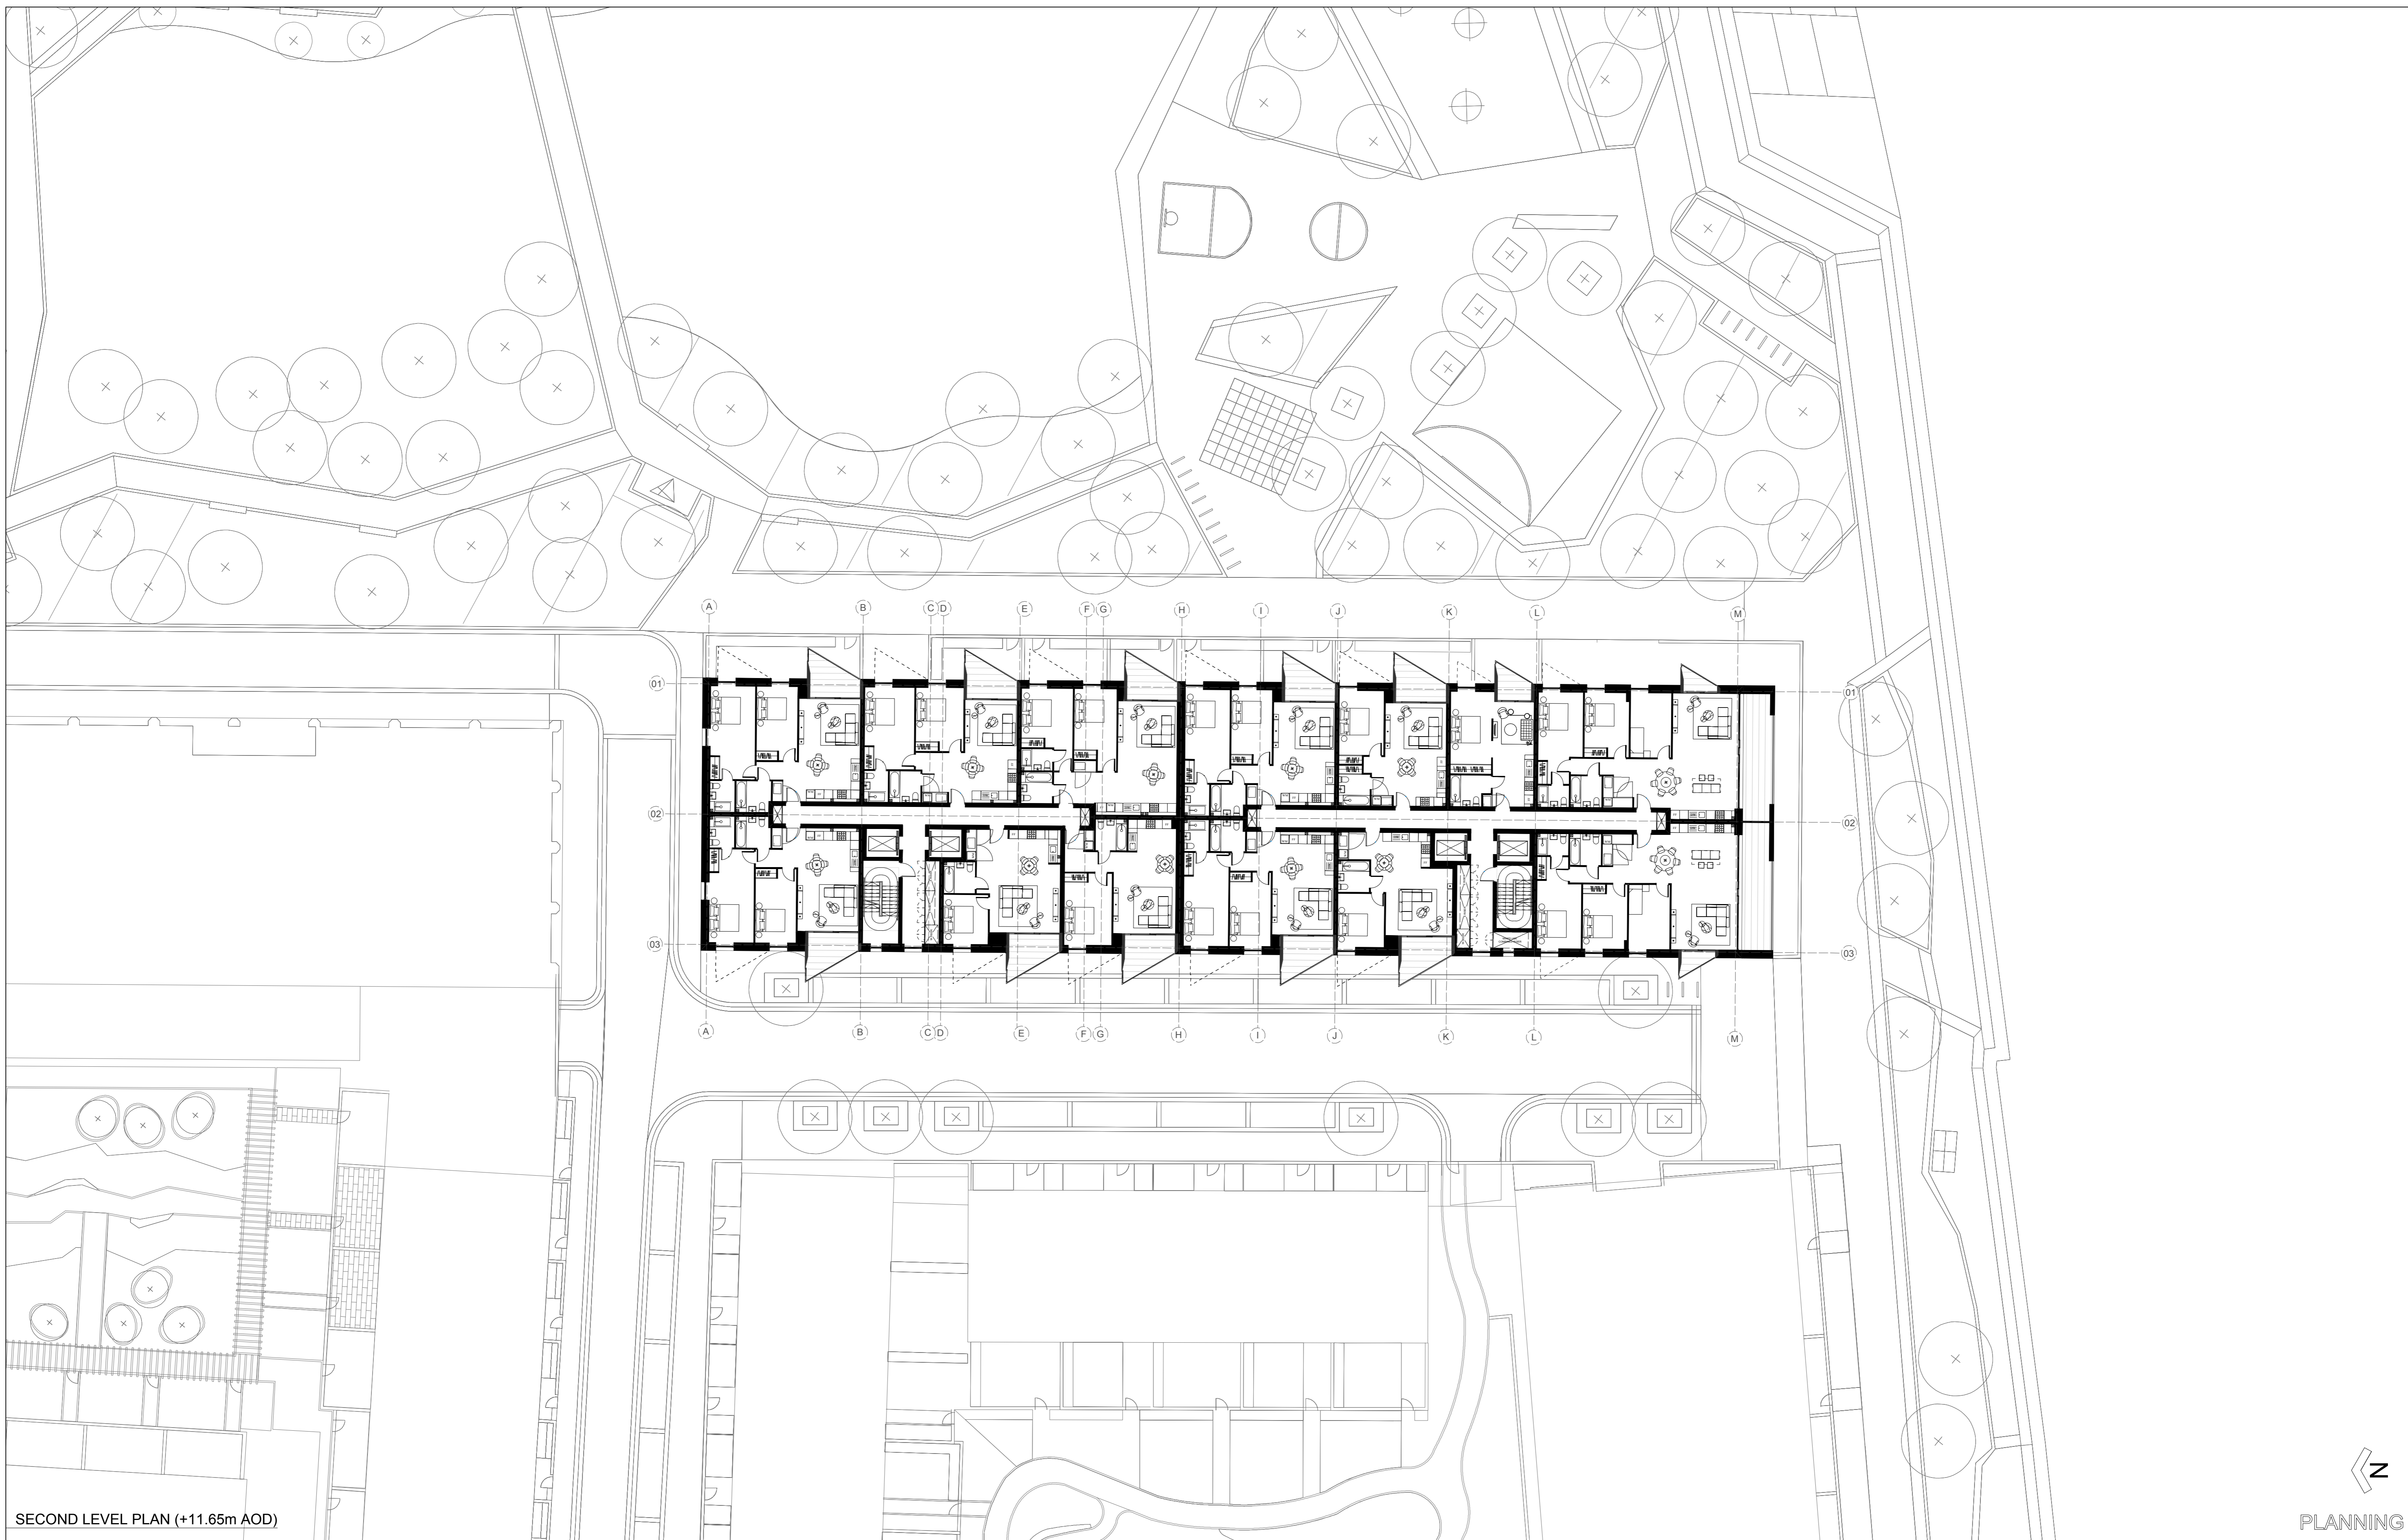 A B C D E F G H I J K L M
01 01
02 02
03 03
A B C D E F G H I J K L M
N
SECOND LEVEL PLAN (+11.65m AOD)
PLANNING